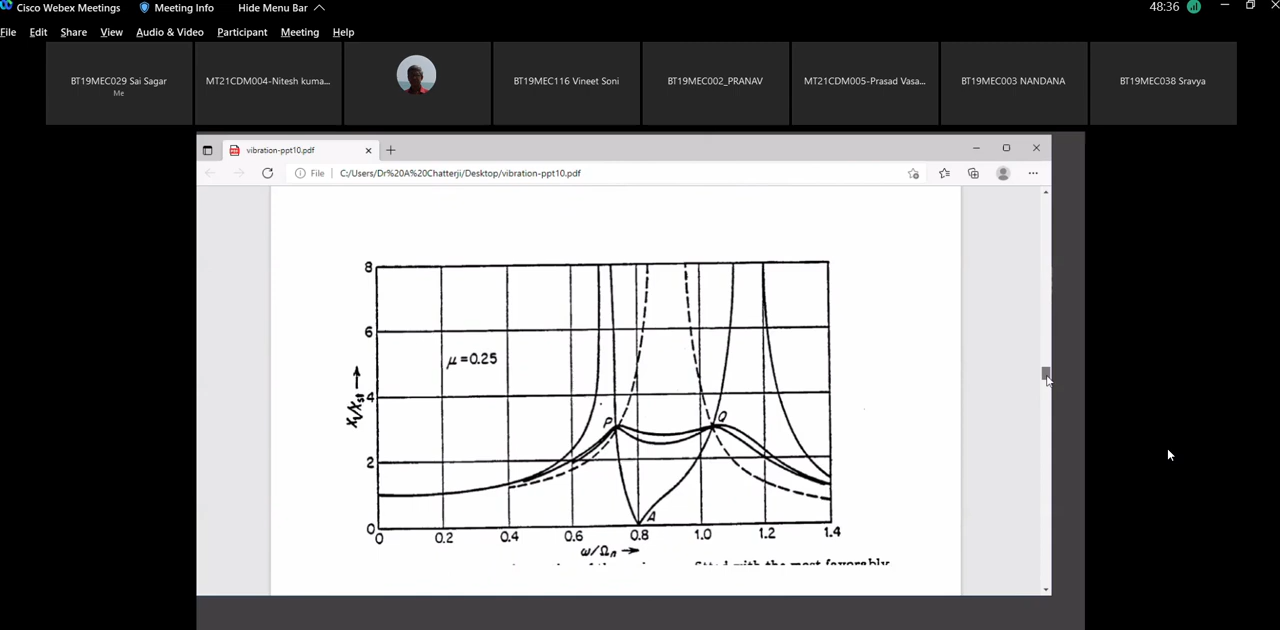 Cisco Webex Meetings Meeting Info Hide Menu Bar 48:36
File Edit Share View Audio & Video Participant Meeting Help
BT19MEC029 Sai Sagar
Me
MT21CDM004-Nitesh kuma...
BT19MEC116 Vineet Soni
BT19MEC002_PRANAV
MT21CDM005-Prasad Vasa...
BT19MEC003 NANDANA
BT19MEC038 Sravya
vibration-ppt10.pdf
File C:/Users/Dr%20A%20Chatterji/Desktop/vibration-ppt10.pdf
8
6
μ=0.25
X₁/Xst
4
P Q
2
A
0
0 0.2 0.4 0.6 0.8 1.0 1.2 1.4
ω/Ωn